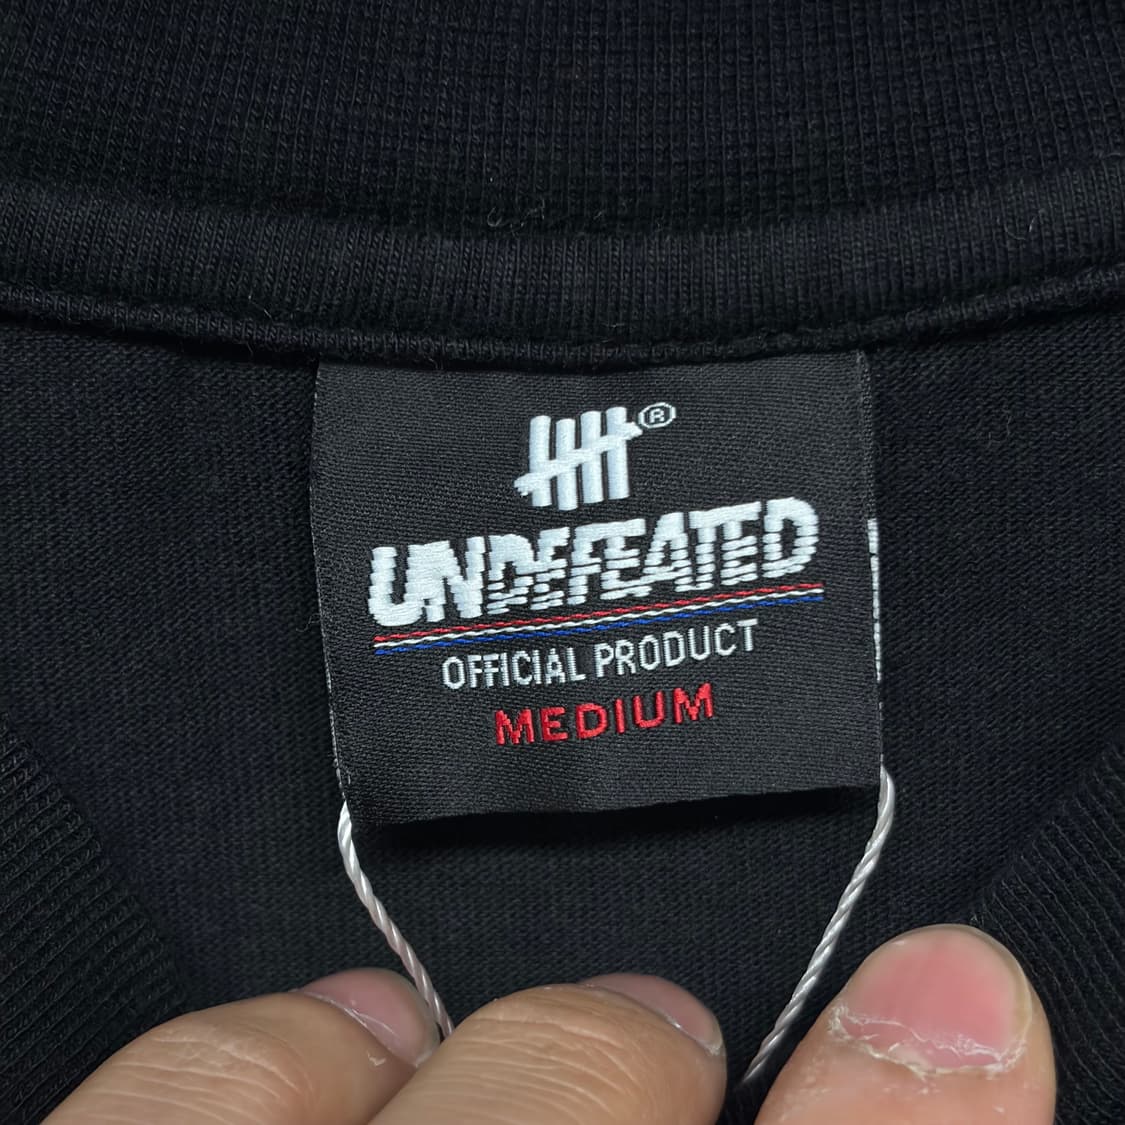 ®
UNDEFEATED
OFFICIAL PRODUCT
MEDIUM